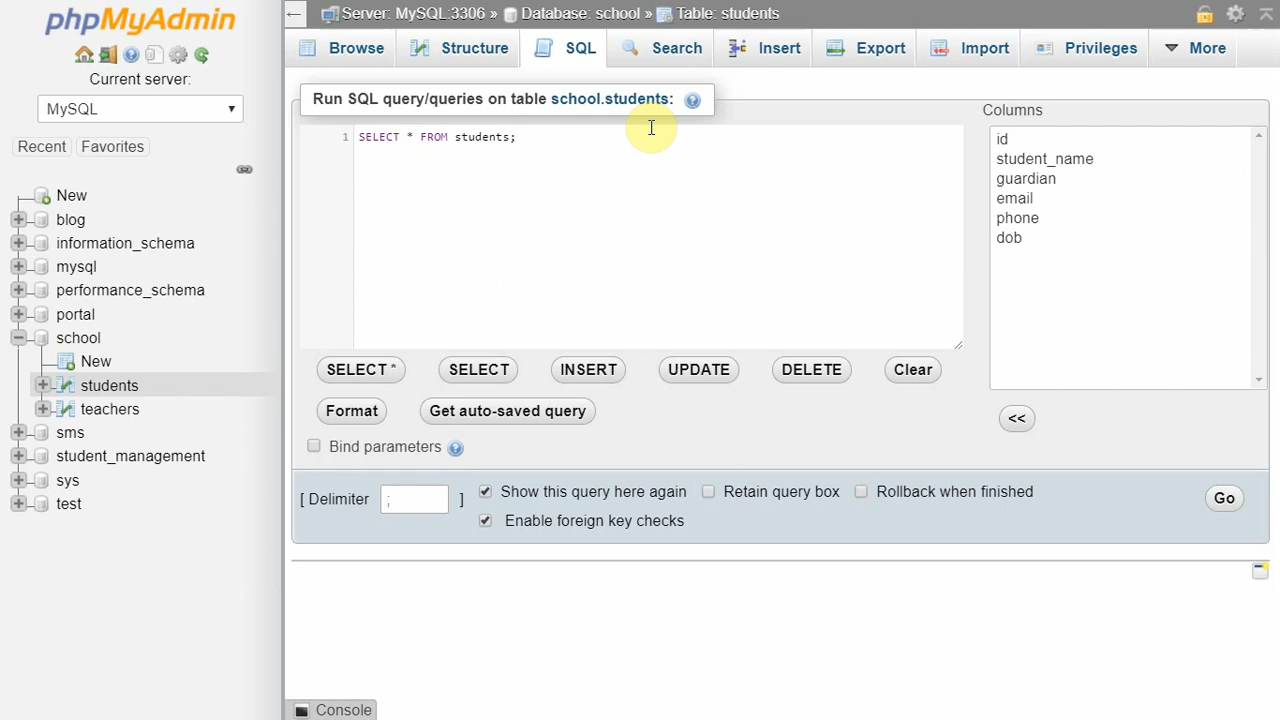 phpMyAdmin
Current server:
MySQL
Recent
Favorites
New
blog
information_schema
mysql
performance_schema
portal
school
New
students
teachers
sms
student_management
sys
test
Server: MySQL:3306 » Database: school » Table: students
Browse
Structure
SQL
Search
Insert
Export
Import
Privileges
More
Run SQL query/queries on table school.students:
1 SELECT * FROM students;
Columns
id
student_name
guardian
email
phone
dob
SELECT *
SELECT
INSERT
UPDATE
DELETE
Clear
<<
Format
Get auto-saved query
Bind parameters
[ Delimiter ; ]
Show this query here again
Retain query box
Rollback when finished
Enable foreign key checks
Go
Console